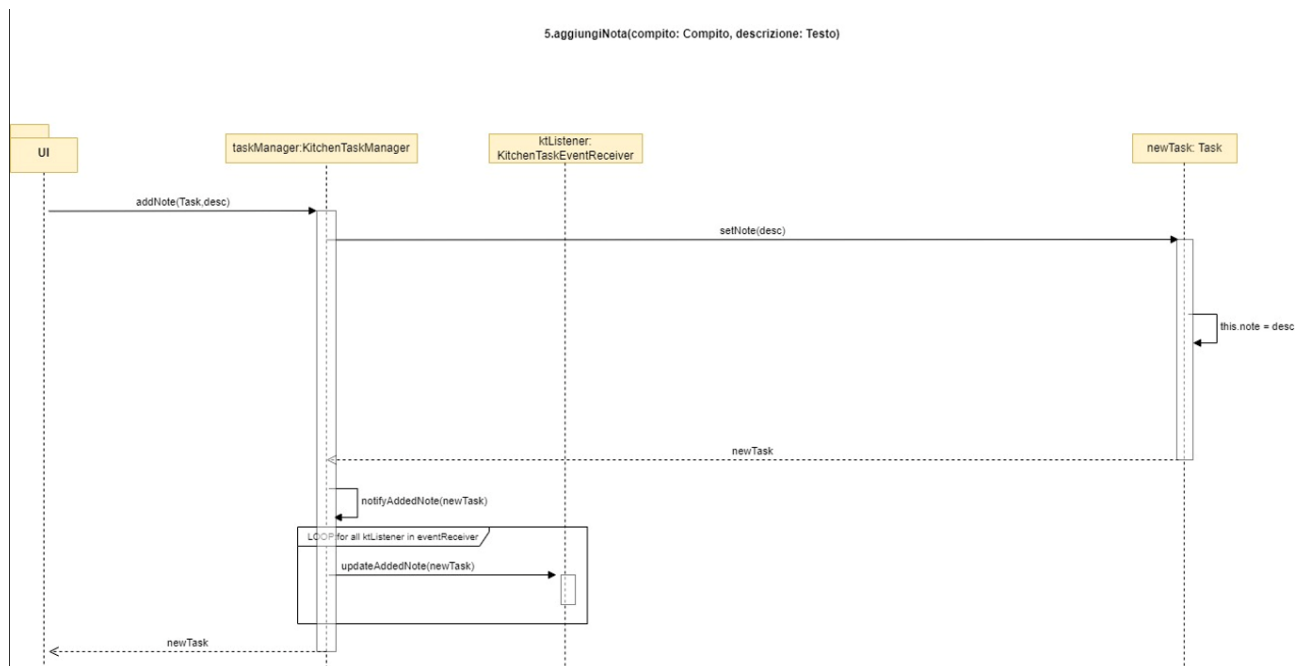 5.aggiungiNota(compito: Compito, descrizione: Testo)
UI
taskManager:KitchenTaskManager
ktListener:
KitchenTaskEventReceiver
newTask: Task
addNote(Task,desc)
setNote(desc)
this.note = desc
newTask
notifyAddedNote(newTask)
LOOP for all ktListener in eventReceiver
updateAddedNote(newTask)
newTask